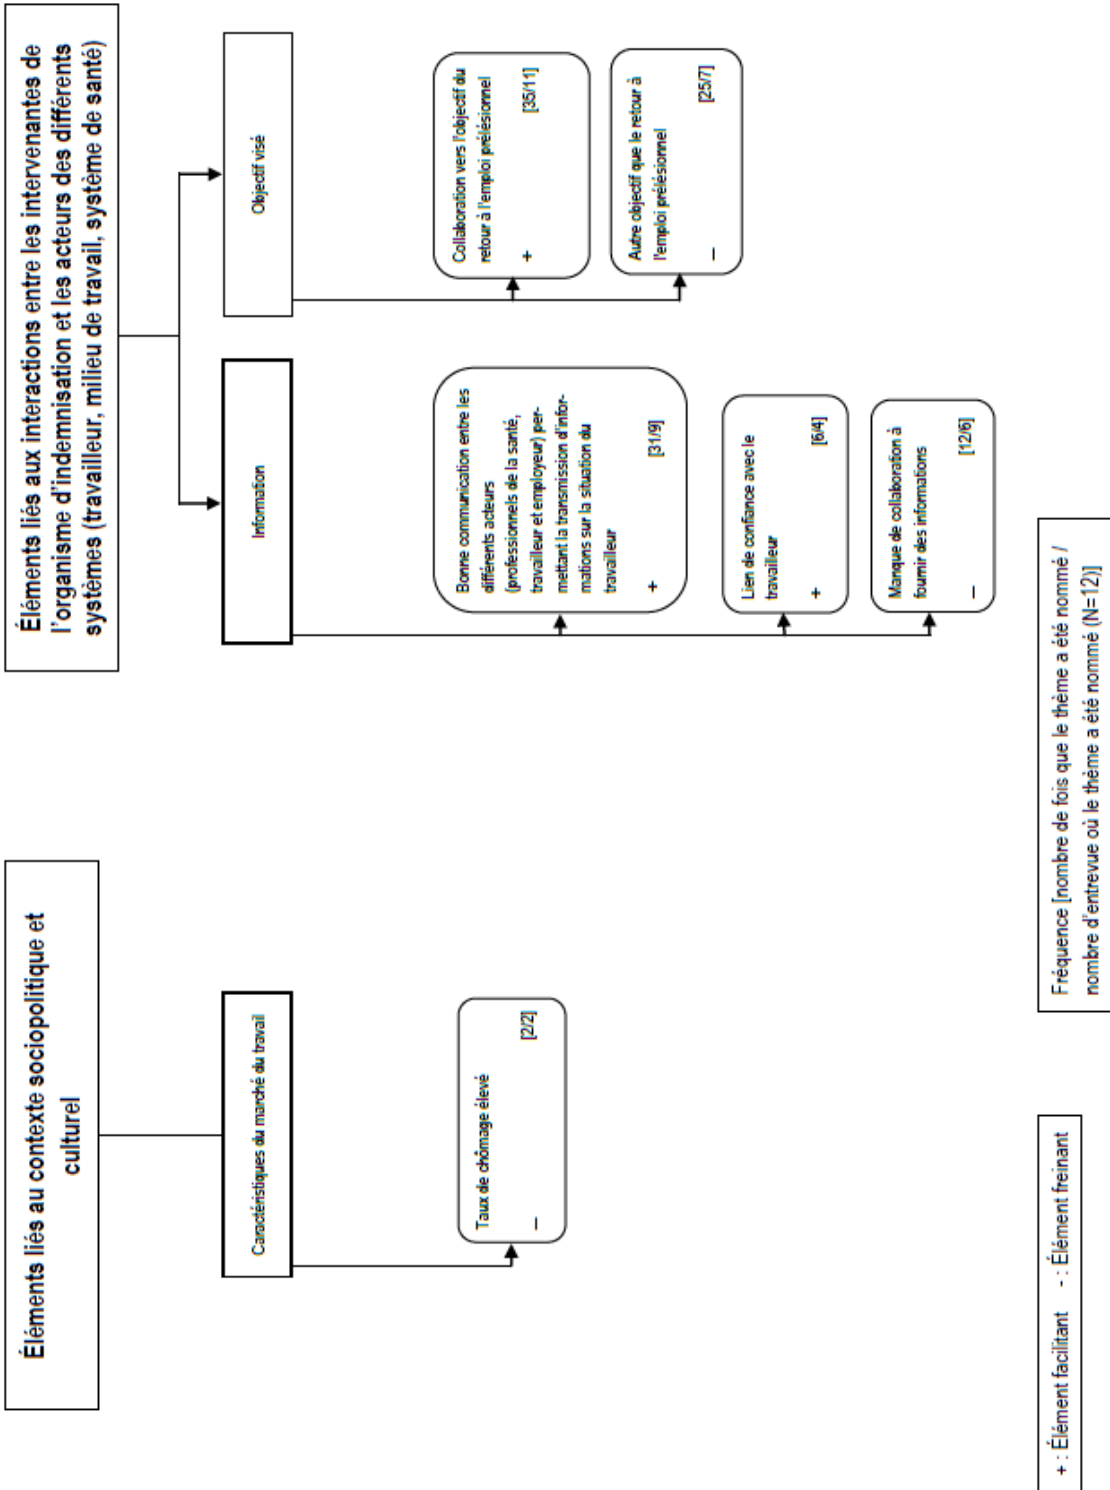 Éléments liés au contexte sociopolitique et
culturel
Caractéristiques du marché du travail
Taux de chômage élevé
– [2/2]
Éléments liés aux interactions entre les intervenantes de
l'organisme d'indemnisation et les acteurs des différents
systèmes (travailleur, milieu de travail, système de santé)
Information
Bonne communication entre les
différents acteurs
(professionnels de la santé,
travailleur et employeur) per-
mettant la transmission d'infor-
mations sur la situation du
travailleur
+ [31/9]
Lien de confiance avec le
travailleur
+ [6/4]
Manque de collaboration à
fournir des informations
– [12/6]
Objectif visé
Collaboration vers l'objectif du
retour à l'emploi prélésionnel
+ [35/11]
Autre objectif que le retour à
l'emploi prélésionnel
– [25/7]
+ : Élément facilitant - : Élément freinant
Fréquence [nombre de fois que le thème a été nommé /
nombre d'entrevue où le thème a été nommé (N=12)]